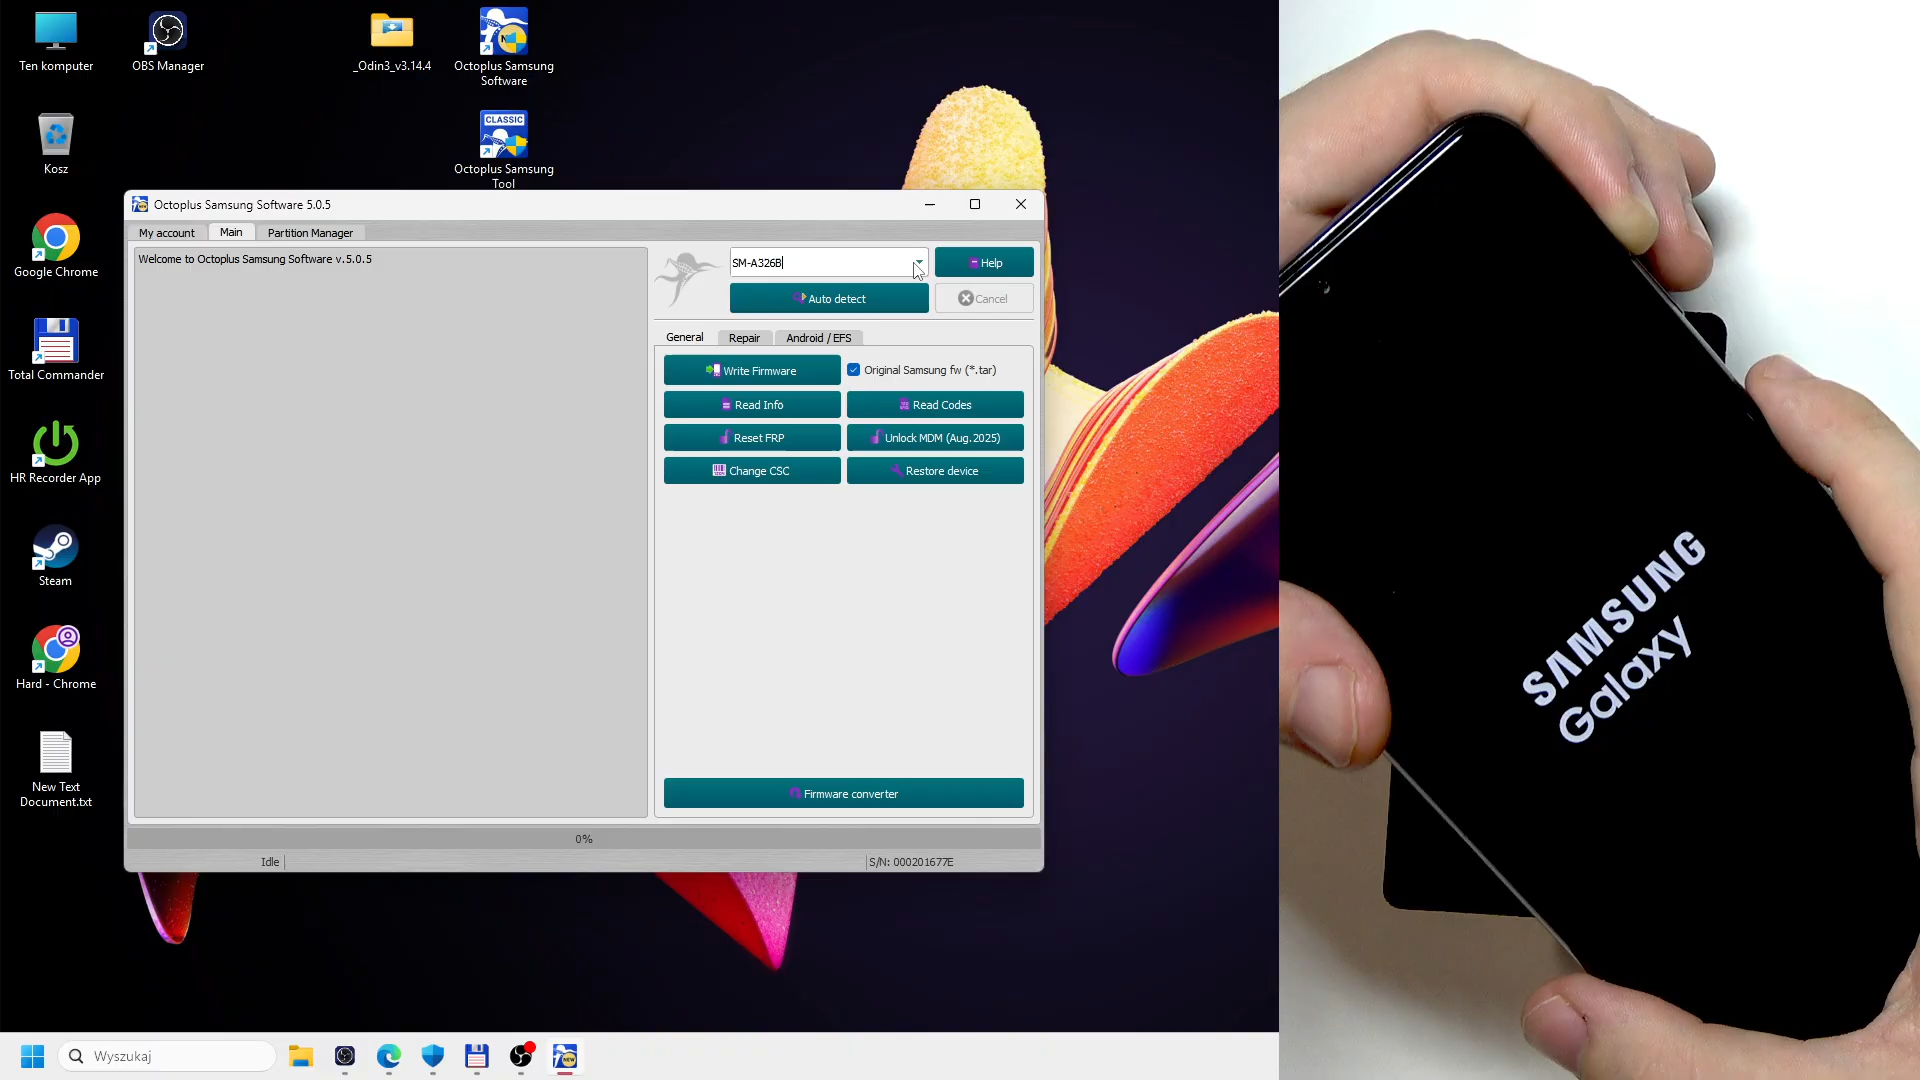 Ten komputer
OBS Manager
_Odin3_v3.14.4
Octoplus Samsung
Software
Kosz
CLASSIC
Octoplus Samsung
Tool
Google Chrome
Total Commander
HR Recorder App
Steam
Hard - Chrome
New Text
Document.txt
Octoplus Samsung Software 5.0.5
My account
Main
Partition Manager
Welcome to Octoplus Samsung Software v.5.0.5
SM-A326B
Help
Auto detect
Cancel
General
Repair
Android / EFS
Write Firmware
Original Samsung fw (*.tar)
Read Info
Read Codes
Reset FRP
Unlock MDM (Aug.2025)
Change CSC
Restore device
Firmware converter
0%
Idle
S/N: 000201677E
Wyszukaj
NEW
SAMSUNG
Galaxy